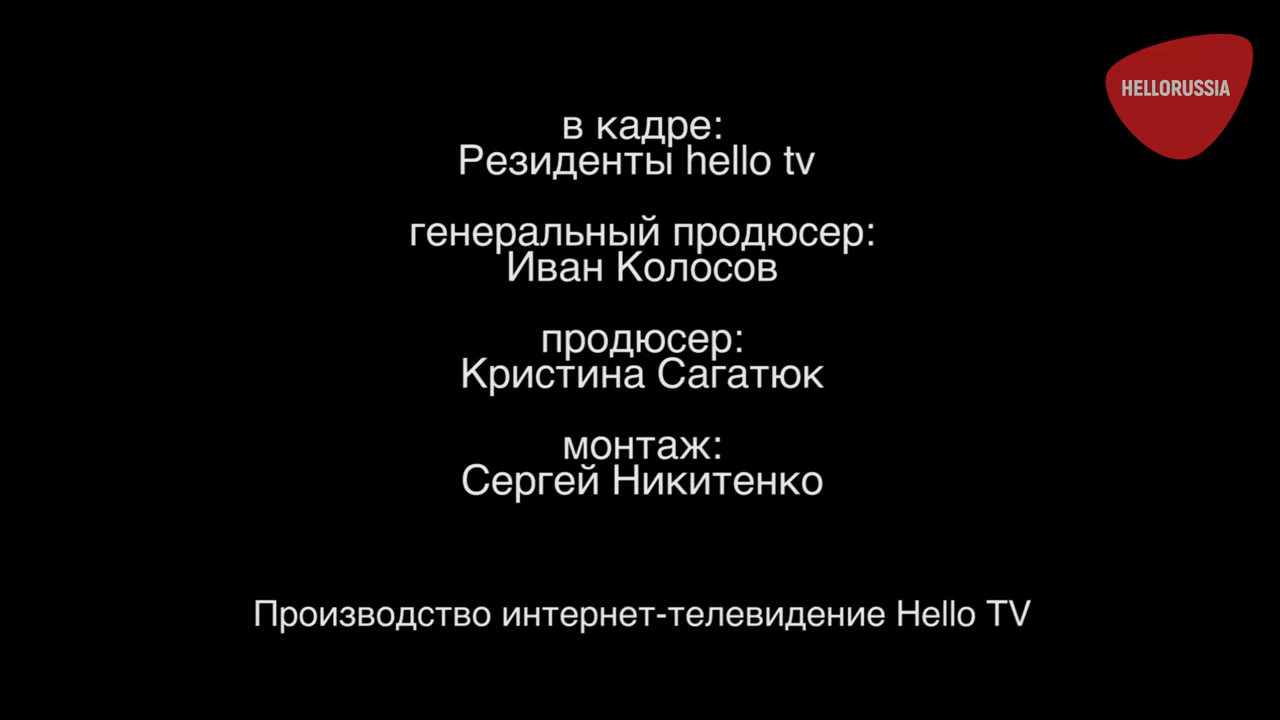 HELLORUSSIA
в кадре:
Резиденты hello tv
генеральный продюсер:
Иван Колосов
продюсер:
Кристина Сагатюк
монтаж:
Сергей Никитенко
Производство интернет-телевидение Hello TV